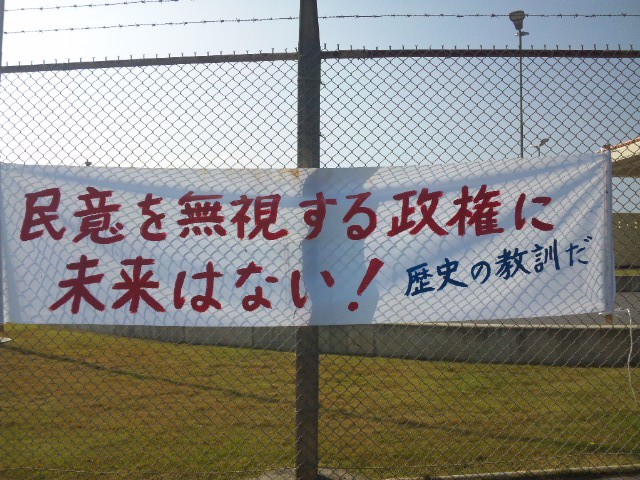 民意を無視する政権に
未来はない!
歴史の教訓だ